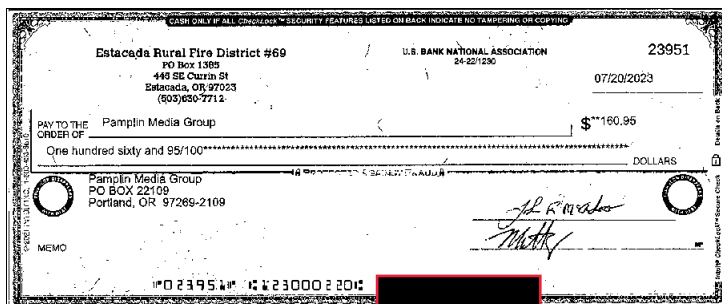 CASH ONLY IF ALL CheckLock™ SECURITY FEATURES LISTED ON BACK INDICATE NO TAMPERING OR COPYING
Estacada Rural Fire District #69
PO Box 1385
445 SE Currin St
Estacada, OR 97023
(503)630-7712
U.S. BANK NATIONAL ASSOCIATION
24-22/1230
23951
07/20/2023
PAY TO THE
ORDER OF
Pamplin Media Group
$**160.95
One hundred sixty and 95/100
DOLLARS
Pamplin Media Group
PO BOX 22109
Portland, OR 97269-2109
MEMO
⑈023951⑈ ⑆123000220⑆